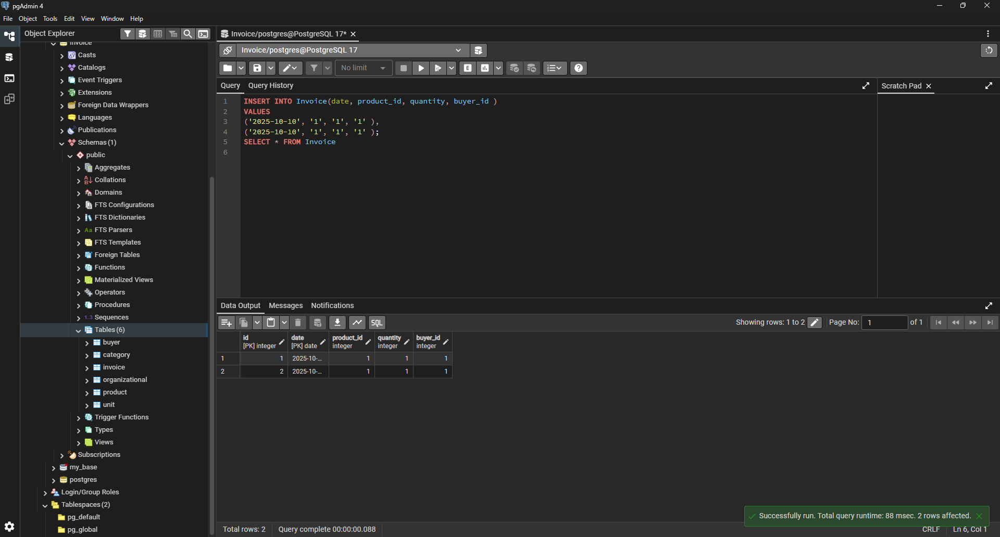 pgAdmin 4
File Object Tools Edit View Window Help
Object Explorer
Invoice
Casts
Catalogs
Event Triggers
Extensions
Foreign Data Wrappers
Languages
Publications
Schemas (1)
public
Aggregates
Collations
Domains
FTS Configurations
FTS Dictionaries
Aa FTS Parsers
FTS Templates
Foreign Tables
Functions
Materialized Views
Operators
Procedures
1..3 Sequences
Tables (6)
buyer
category
invoice
organizational
product
unit
Trigger Functions
Types
Views
Subscriptions
my_base
postgres
Login/Group Roles
Tablespaces (2)
pg_default
pg_global
Invoice/postgres@PostgreSQL 17*
Invoice/postgres@PostgreSQL 17
No limit
E
Query Query History
Scratch Pad
1 INSERT INTO Invoice(date, product_id, quantity, buyer_id )
2 VALUES
3 ('2025-10-10', '1', '1', '1' ),
4 ('2025-10-10', '1', '1', '1' );
5 SELECT * FROM Invoice
6
Data Output Messages Notifications
SQL
Showing rows: 1 to 2 Page No: 1 of 1
id date product_id quantity buyer_id
[PK] integer [PK] date integer integer integer
1 1 2025-10-... 1 1 1
2 2 2025-10-... 1 1 1
Successfully run. Total query runtime: 88 msec. 2 rows affected.
Total rows: 2 Query complete 00:00:00.088 CRLF Ln 6, Col 1